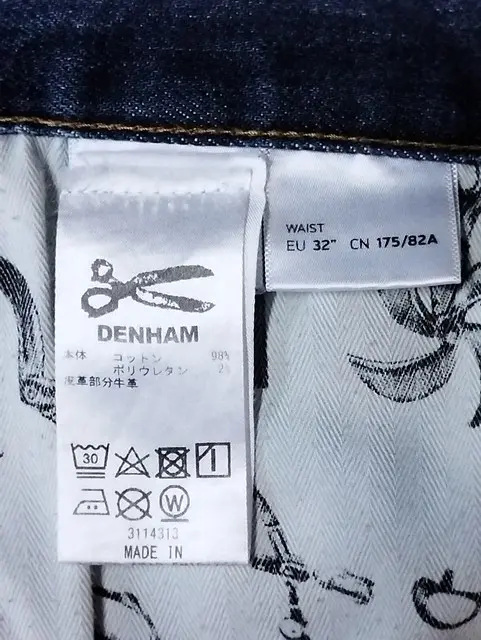 DENHAM
本体 コットン 98%
ポリウレタン 2%
皮革部分牛革
30
W
3114313
MADE IN
WAIST
EU 32" CN 175/82A